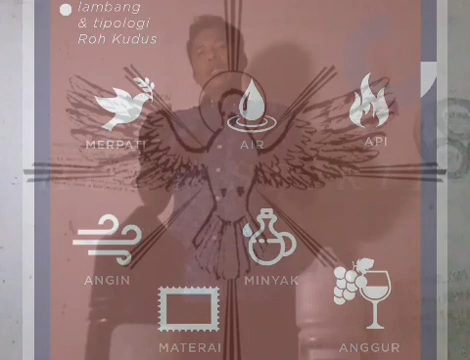 lambang
& tipologi
Roh Kudus
MERPATI
AIR
API
ANGIN
MINYAK
MATERAI
ANGGUR